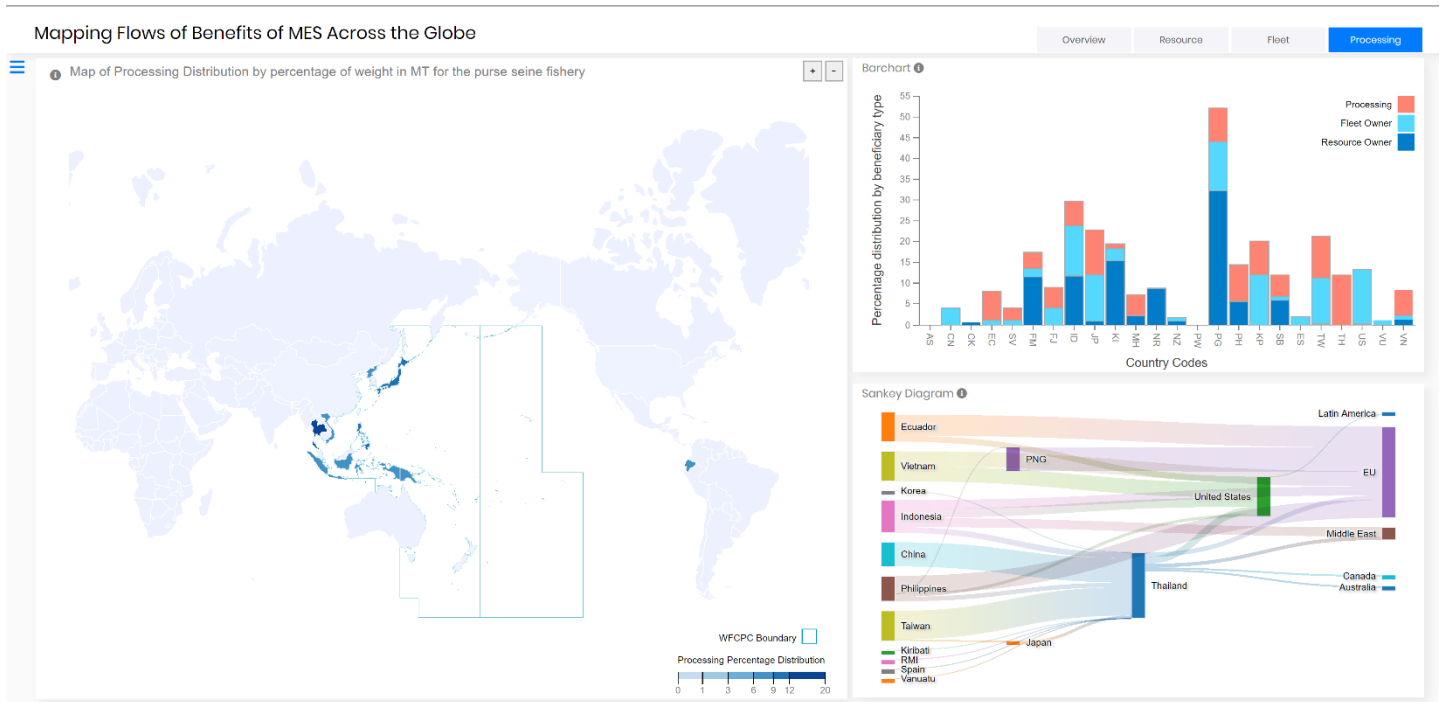 Mapping Flows of Benefits of MES Across the Globe
Overview
Resource
Fleet
Processing
Map of Processing Distribution by percentage of weight in MT for the purse seine fishery
+
-
WFCPC Boundary
Processing Percentage Distribution
0 1 3 6 9 12 20
Barchart
Percentage distribution by beneficiary type
55
50
45
40
35
30
25
20
15
10
5
0
Processing
Fleet Owner
Resource Owner
AS CN CK EC SV FM FJ ID JP KI MH NR NZ PW PG PH KP SB ES TW TH US VU VN
Country Codes
Sankey Diagram
Latin America
Ecuador
PNG
Vietnam
EU
Korea
United States
Indonesia
Middle East
China
Canada
Thailand
Australia
Philippines
Taiwan
Japan
Kiribati
RMI
Spain
Vanuatu